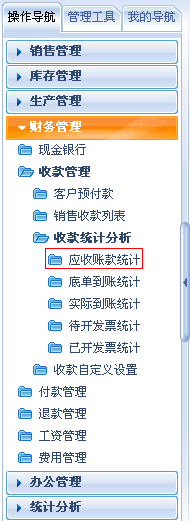 操作导航 管理工具 我的导航
销售管理
库存管理
生产管理
财务管理
现金银行
收款管理
客户预付款
销售收款列表
收款统计分析
应收账款统计
底单到账统计
实际到账统计
待开发票统计
已开发票统计
收款自定义设置
付款管理
退款管理
工资管理
费用管理
办公管理
统计分析